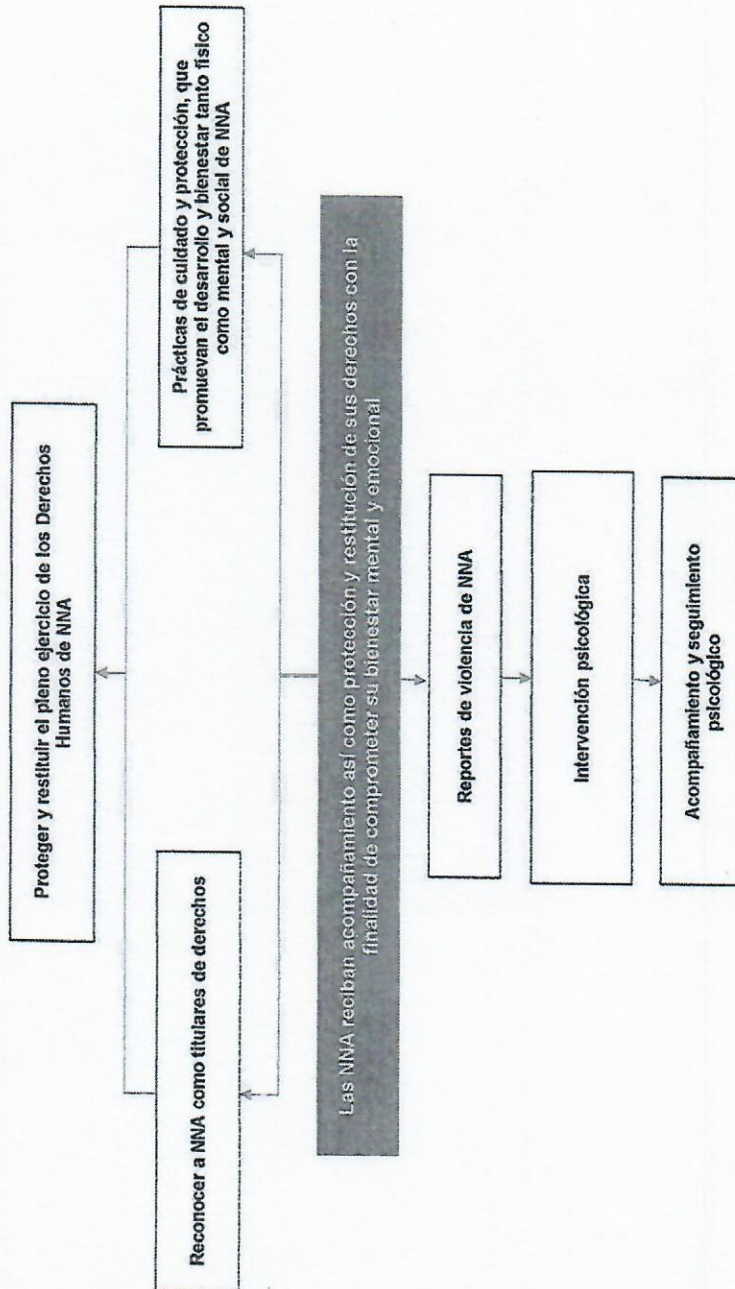 Proteger y restituir el pleno ejercicio de los Derechos
Humanos de NNA
Reconocer a NNA como titulares de derechos
Prácticas de cuidado y protección, que
promuevan el desarrollo y bienestar tanto físico
como mental y social de NNA
Las NNA reciban acompañamiento así como protección y restitución de sus derechos con la
finalidad de comprometer su bienestar mental y emocional
Reportes de violencia de NNA
Intervención psicológica
Acompañamiento y seguimiento
psicológico